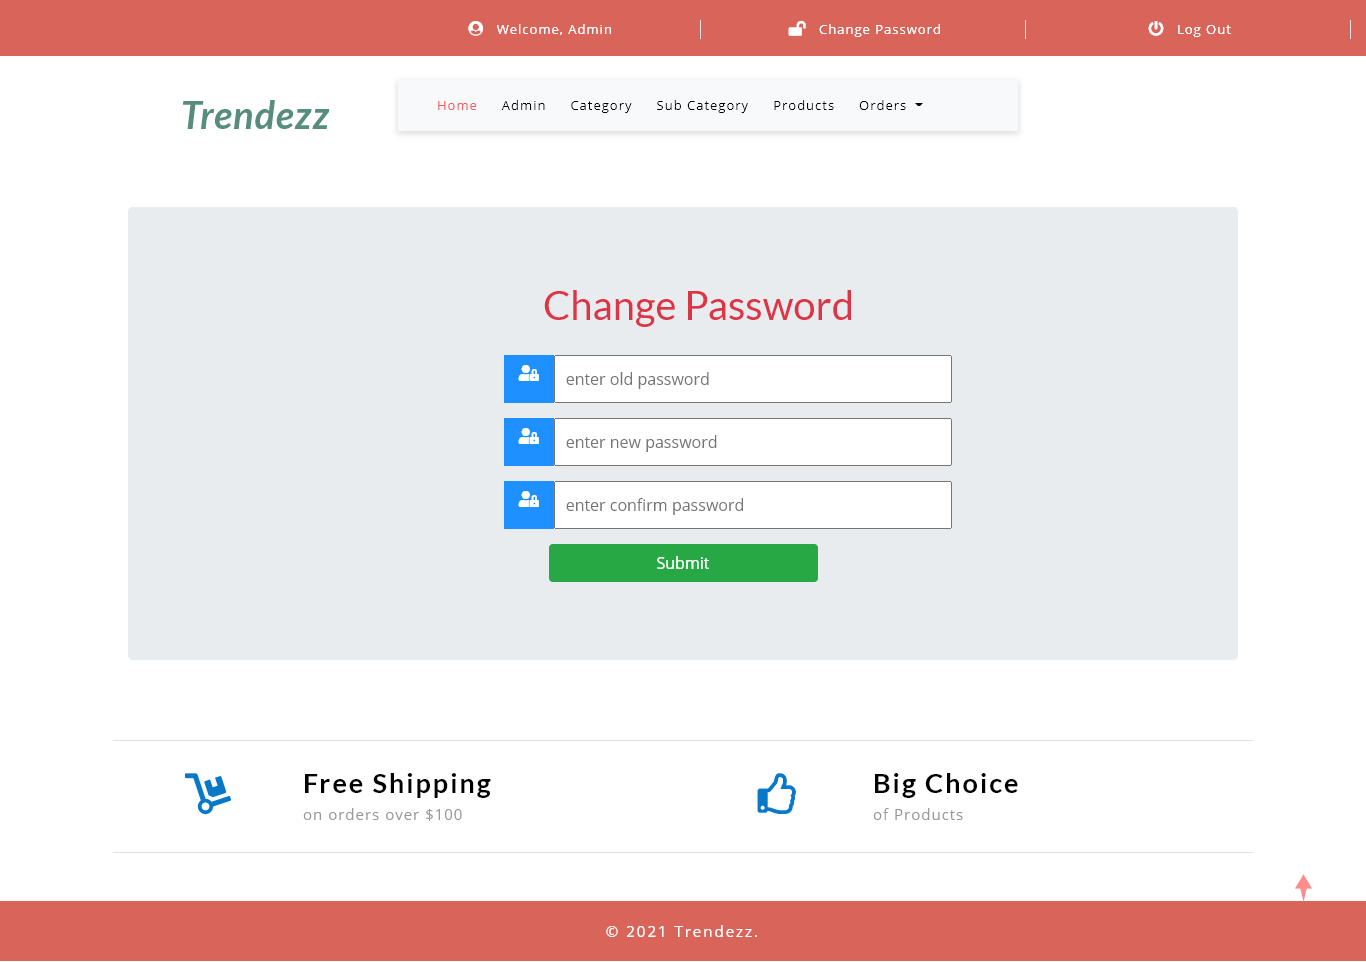 Welcome, Admin
Change Password
Log Out
Trendezz
Home Admin Category Sub Category Products Orders
Change Password
enter old password
enter new password
enter confirm password
Submit
Free Shipping
on orders over $100
Big Choice
of Products
© 2021 Trendezz.